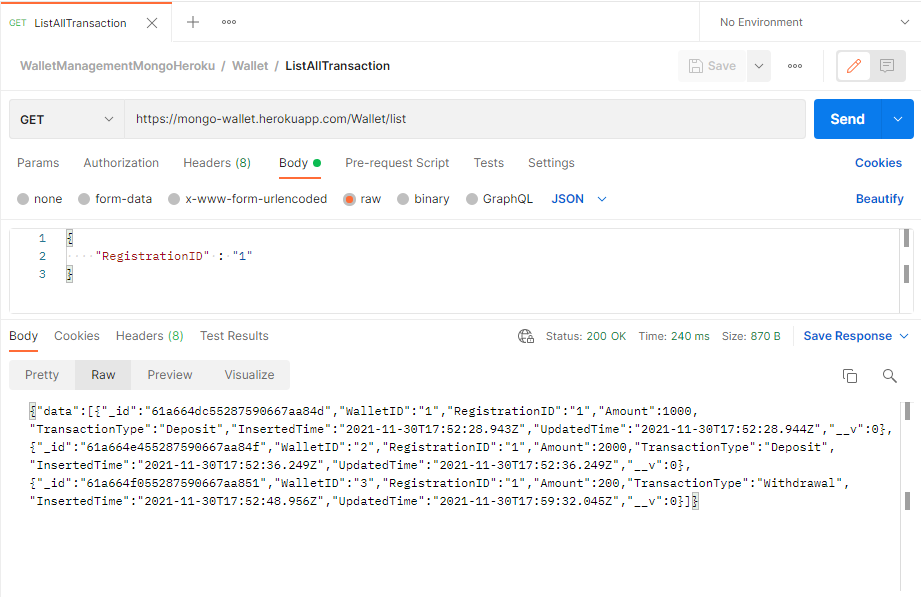 GET ListAllTransaction
No Environment
WalletManagementMongoHeroku / Wallet / ListAllTransaction
Save
GET https://mongo-wallet.herokuapp.com/Wallet/list Send
Params Authorization Headers (8) Body Pre-request Script Tests Settings Cookies
none form-data x-www-form-urlencoded raw binary GraphQL JSON Beautify
1 {
2 "RegistrationID" : "1"
3 }
Body Cookies Headers (8) Test Results Status: 200 OK Time: 240 ms Size: 870 B Save Response
Pretty Raw Preview Visualize
{"data":[{"_id":"61a664dc55287590667aa84d","WalletID":"1","RegistrationID":"1","Amount":1000,
"TransactionType":"Deposit","InsertedTime":"2021-11-30T17:52:28.943Z","UpdatedTime":"2021-11-30T17:52:28.944Z","__v":0},
{"_id":"61a664e455287590667aa84f","WalletID":"2","RegistrationID":"1","Amount":2000,"TransactionType":"Deposit",
"InsertedTime":"2021-11-30T17:52:36.249Z","UpdatedTime":"2021-11-30T17:52:36.249Z","__v":0},
{"_id":"61a664f055287590667aa851","WalletID":"3","RegistrationID":"1","Amount":200,"TransactionType":"Withdrawal",
"InsertedTime":"2021-11-30T17:52:48.956Z","UpdatedTime":"2021-11-30T17:59:32.045Z","__v":0}]}